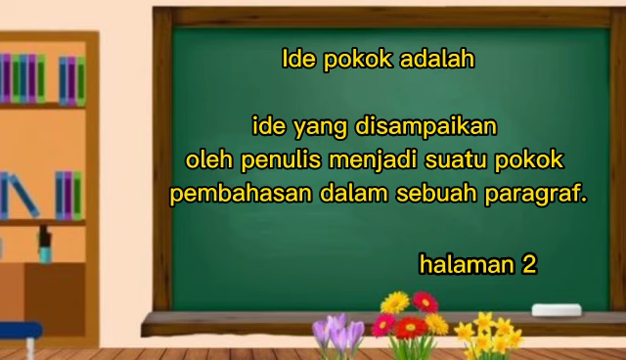 Ide pokok adalah
ide yang disampaikan
oleh penulis menjadi suatu pokok
pembahasan dalam sebuah paragraf.
halaman 2